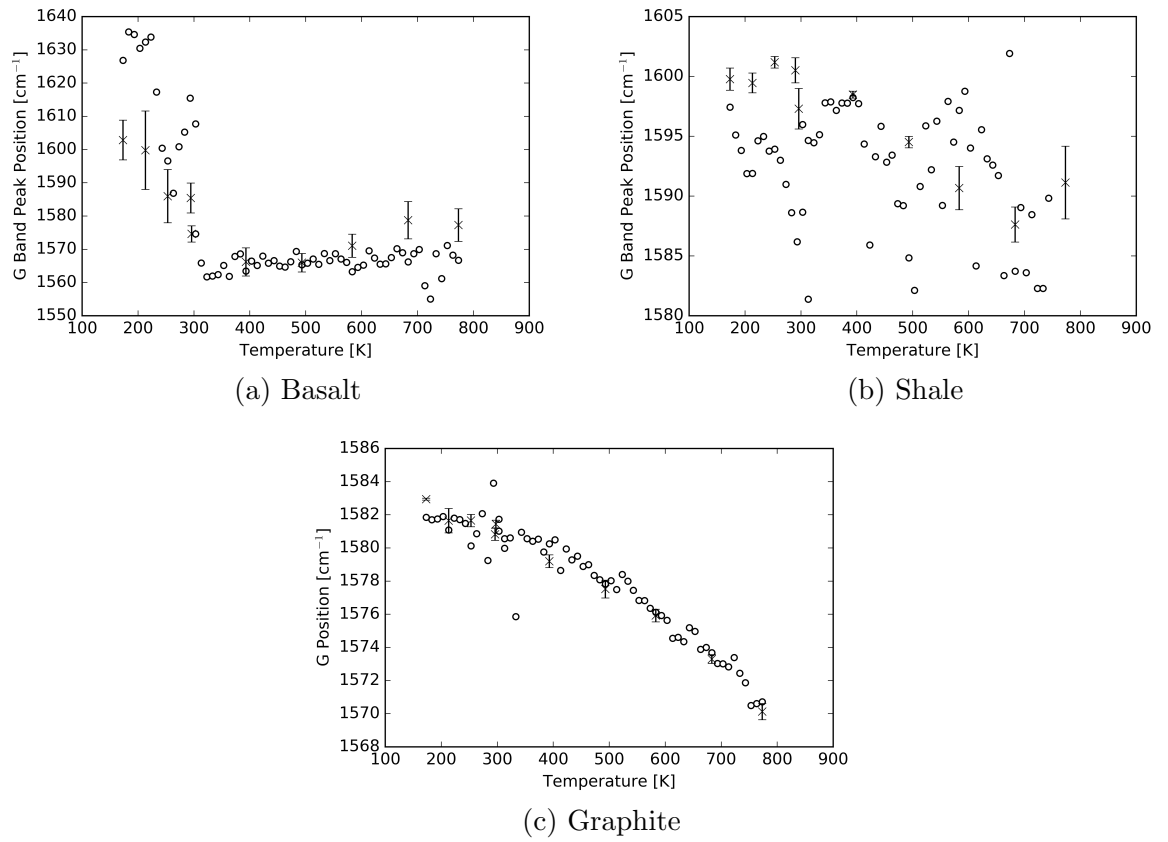 1640
1630
1620
1610
1600
1590
1580
1570
1560
1550
G Band Peak Position [cm⁻¹]
100 200 300 400 500 600 700 800 900
Temperature [K]
(a) Basalt
1605
1600
1595
1590
1585
1580
G Band Peak Position [cm⁻¹]
100 200 300 400 500 600 700 800 900
Temperature [K]
(b) Shale
1586
1584
1582
1580
1578
1576
1574
1572
1570
1568
G Position [cm⁻¹]
100 200 300 400 500 600 700 800 900
Temperature [K]
(c) Graphite